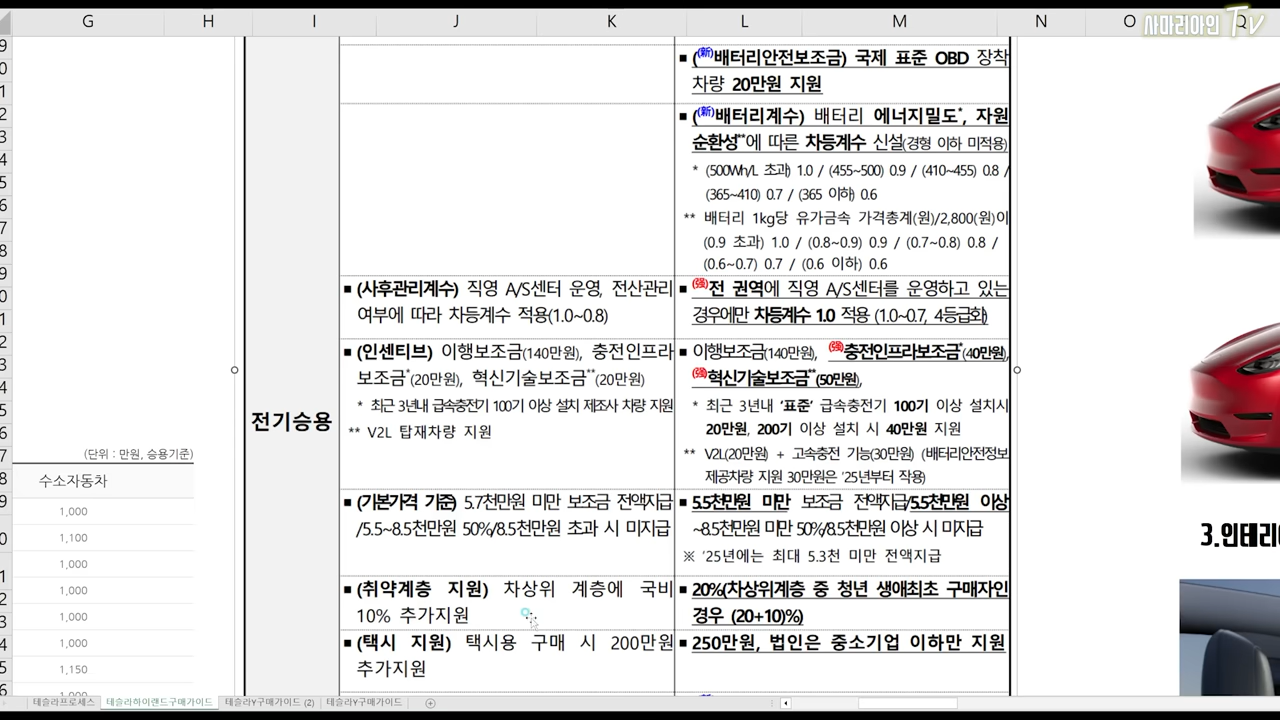 G H I J K L M N O Q
사마리아인 TV
9
0
1
2
3
4
5
6
7
8
9
0
1
2
3
4
5
6
7
8
9
0
1
2
3
4
5
6
(단위 : 만원, 승용기준)
수소자동차
1,000
1,100
1,000
1,000
1,000
1,000
1,150
전기승용
■ (新)배터리안전보조금) 국제 표준 OBD 장착
차량 20만원 지원
■ (新)배터리계수) 배터리 에너지밀도*, 자원
순환성**에 따른 차등계수 신설(경형 이하 미적용)
* (500Wh/L 초과) 1.0 / (455~500) 0.9 / (410~455) 0.8 /
(365~410) 0.7 / (365 이하) 0.6
** 배터리 1kg당 유가금속 가격총계(원)/2,800(원)이
(0.9 초과) 1.0 / (0.8~0.9) 0.9 / (0.7~0.8) 0.8 /
(0.6~0.7) 0.7 / (0.6 이하) 0.6
■ (사후관리계수) 직영 A/S센터 운영, 전산관리
여부에 따라 차등계수 적용(1.0~0.8)
■ (强)전 권역에 직영 A/S센터를 운영하고 있는
경우에만 차등계수 1.0 적용 (1.0~0.7, 4등급화)
■ (인센티브) 이행보조금(140만원), 충전인프라
보조금*(20만원), 혁신기술보조금**(20만원)
* 최근 3년내 급속충전기 100기 이상 설치 제조사 차량 지원
** V2L 탑재차량 지원
■ 이행보조금(140만원), (强)충전인프라보조금*(40만원),
(强)혁신기술보조금**(50만원),
* 최근 3년내 '표준' 급속충전기 100기 이상 설치시
20만원, 200기 이상 설치 시 40만원 지원
** V2L(20만원) + 고속충전 기능(30만원) (배터리안전정보
제공차량 지원 30만원은 '25년부터 작용)
■ (기본가격 기준) 5.7천만원 미만 보조금 전액지급
/5.5~8.5천만원 50%/8.5천만원 초과 시 미지급
■ 5.5천만원 미만 보조금 전액지급/5.5천만원 이상
~8.5천만원 미만 50%/8.5천만원 이상 시 미지급
※ '25년에는 최대 5.3천 미만 전액지급
■ (취약계층 지원) 차상위 계층에 국비
10% 추가지원
■ 20%(차상위계층 중 청년 생애최초 구매자인
경우 (20+10)%)
■ (택시 지원) 택시용 구매 시 200만원
추가지원
■ 250만원, 법인은 중소기업 이하만 지원
3.인테리
테슬라프로세스 테슬라하이랜드구매가이드 테슬라Y구매가이드 (2) 테슬라Y구매가이드